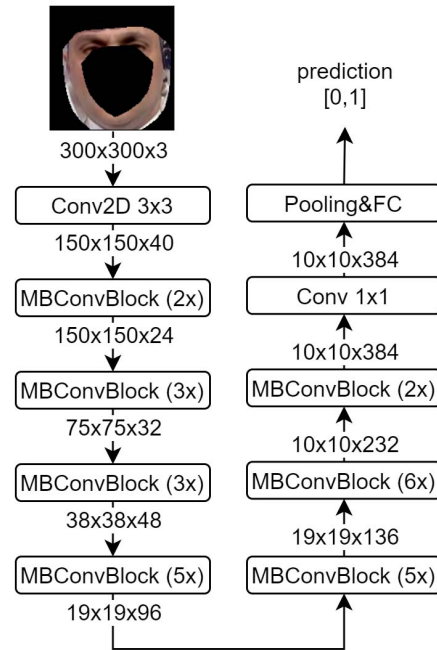 300x300x3
Conv2D 3x3
150x150x40
MBConvBlock (2x)
150x150x24
MBConvBlock (3x)
75x75x32
MBConvBlock (3x)
38x38x48
MBConvBlock (5x)
19x19x96
MBConvBlock (5x)
19x19x136
MBConvBlock (6x)
10x10x232
MBConvBlock (2x)
10x10x384
Conv 1x1
10x10x384
Pooling&FC
prediction
[0,1]